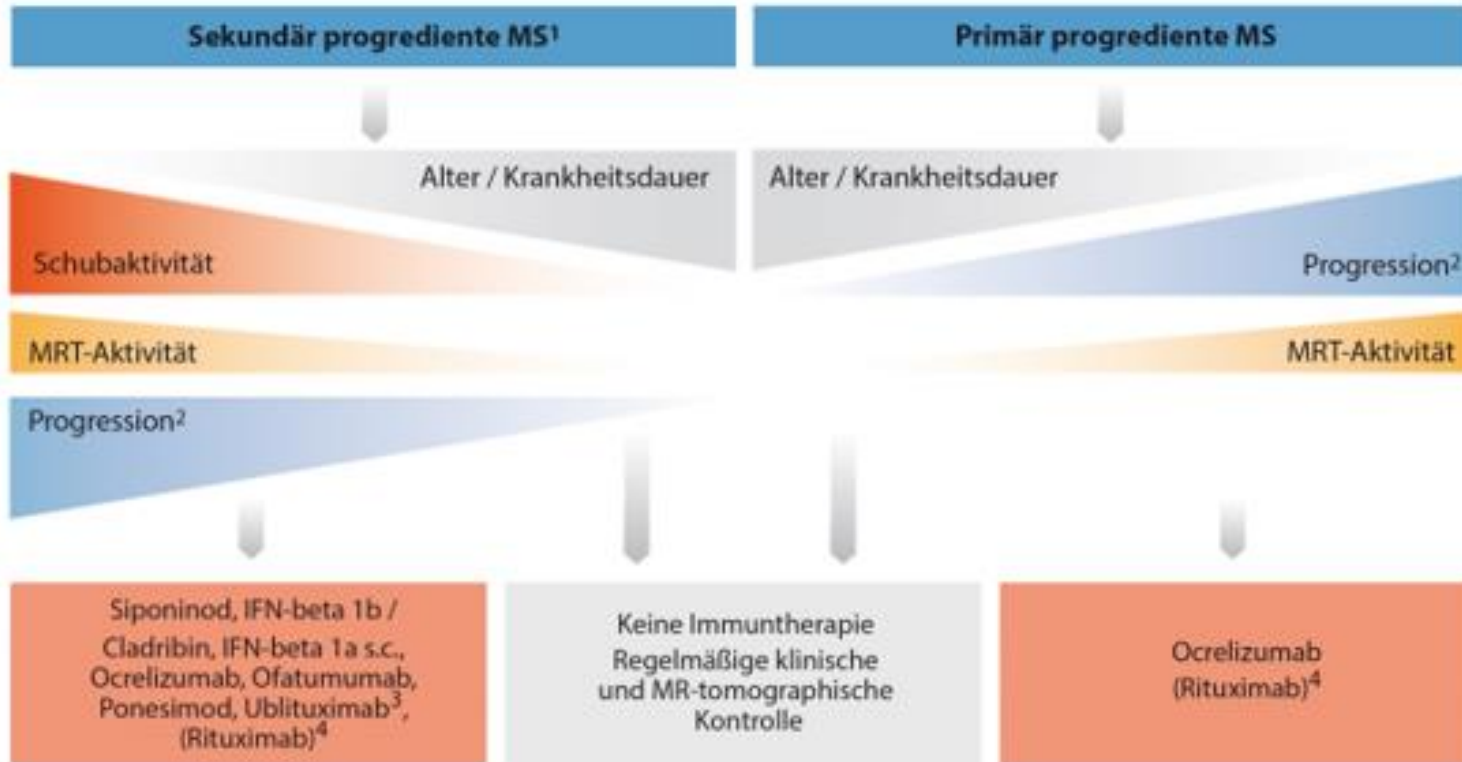 Sekundär progrediente MS¹
Primär progrediente MS
Alter / Krankheitsdauer
Alter / Krankheitsdauer
Schubaktivität
Progression²
MRT-Aktivität
MRT-Aktivität
Progression²
Siponinod, IFN-beta 1b /
Cladribin, IFN-beta 1a s.c.,
Ocrelizumab, Ofatumumab,
Ponesimod, Ublituximab³,
(Rituximab)⁴
Keine Immuntherapie
Regelmäßige klinische
und MR-tomographische
Kontrolle
Ocrelizumab
(Rituximab)⁴